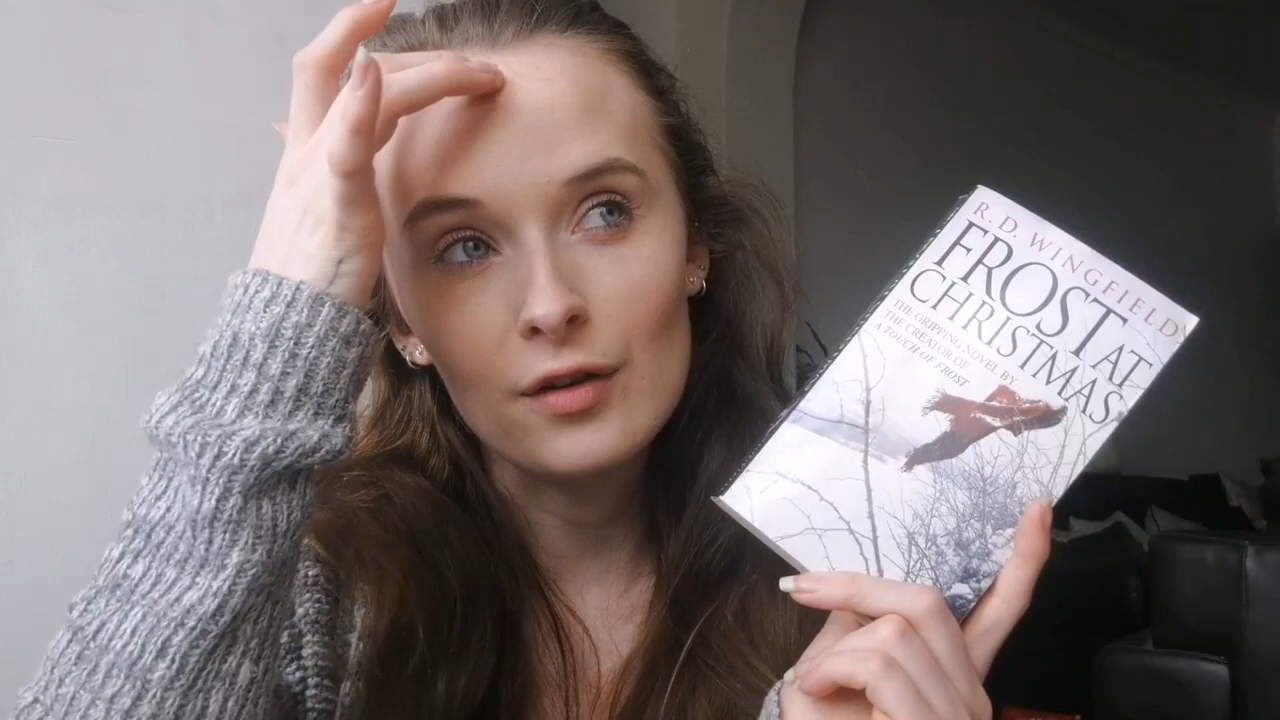 R. D. WINGFIELD
FROST AT
CHRISTMAS
THE GRIPPING NOVEL BY
THE CREATOR OF
A TOUCH OF FROST